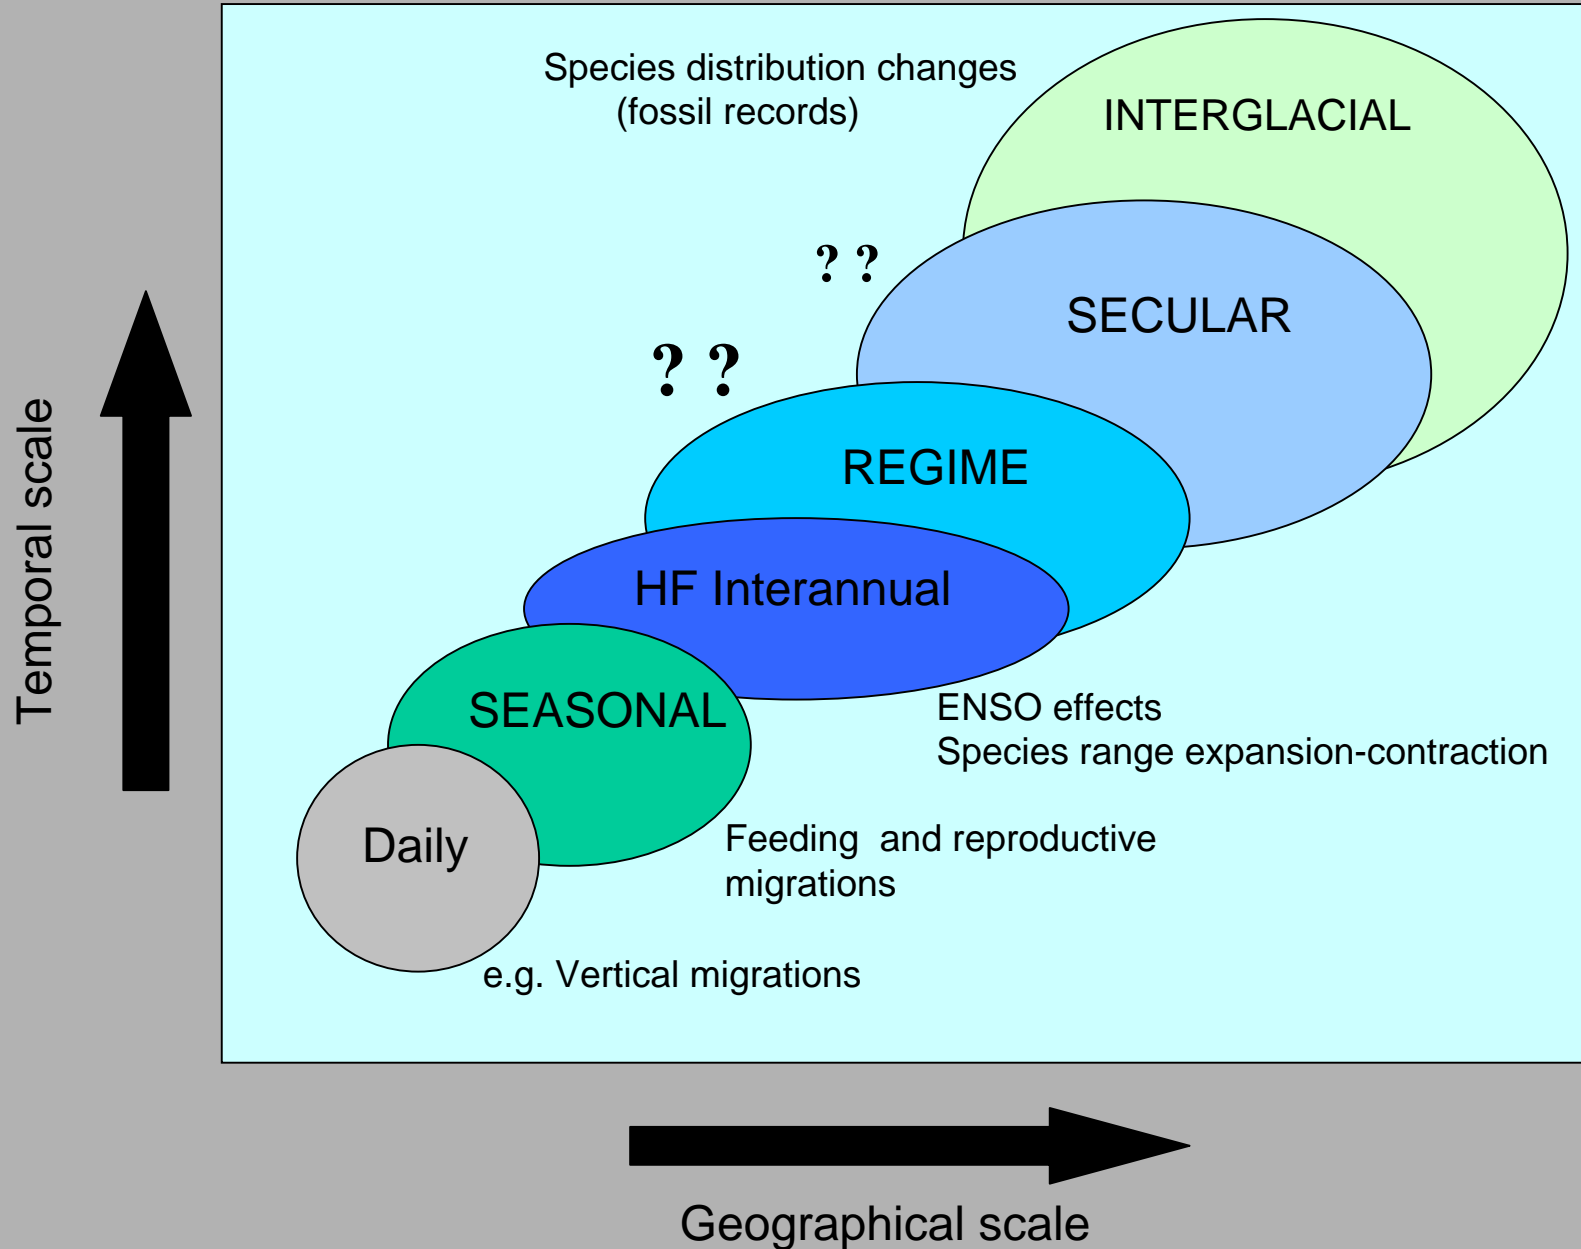 Species distribution changes
(fossil records)
INTERGLACIAL
? ?
SECULAR
? ?
REGIME
HF Interannual
SEASONAL
ENSO effects
Species range expansion-contraction
Daily
Feeding and reproductive
migrations
e.g. Vertical migrations
Temporal scale
Geographical scale